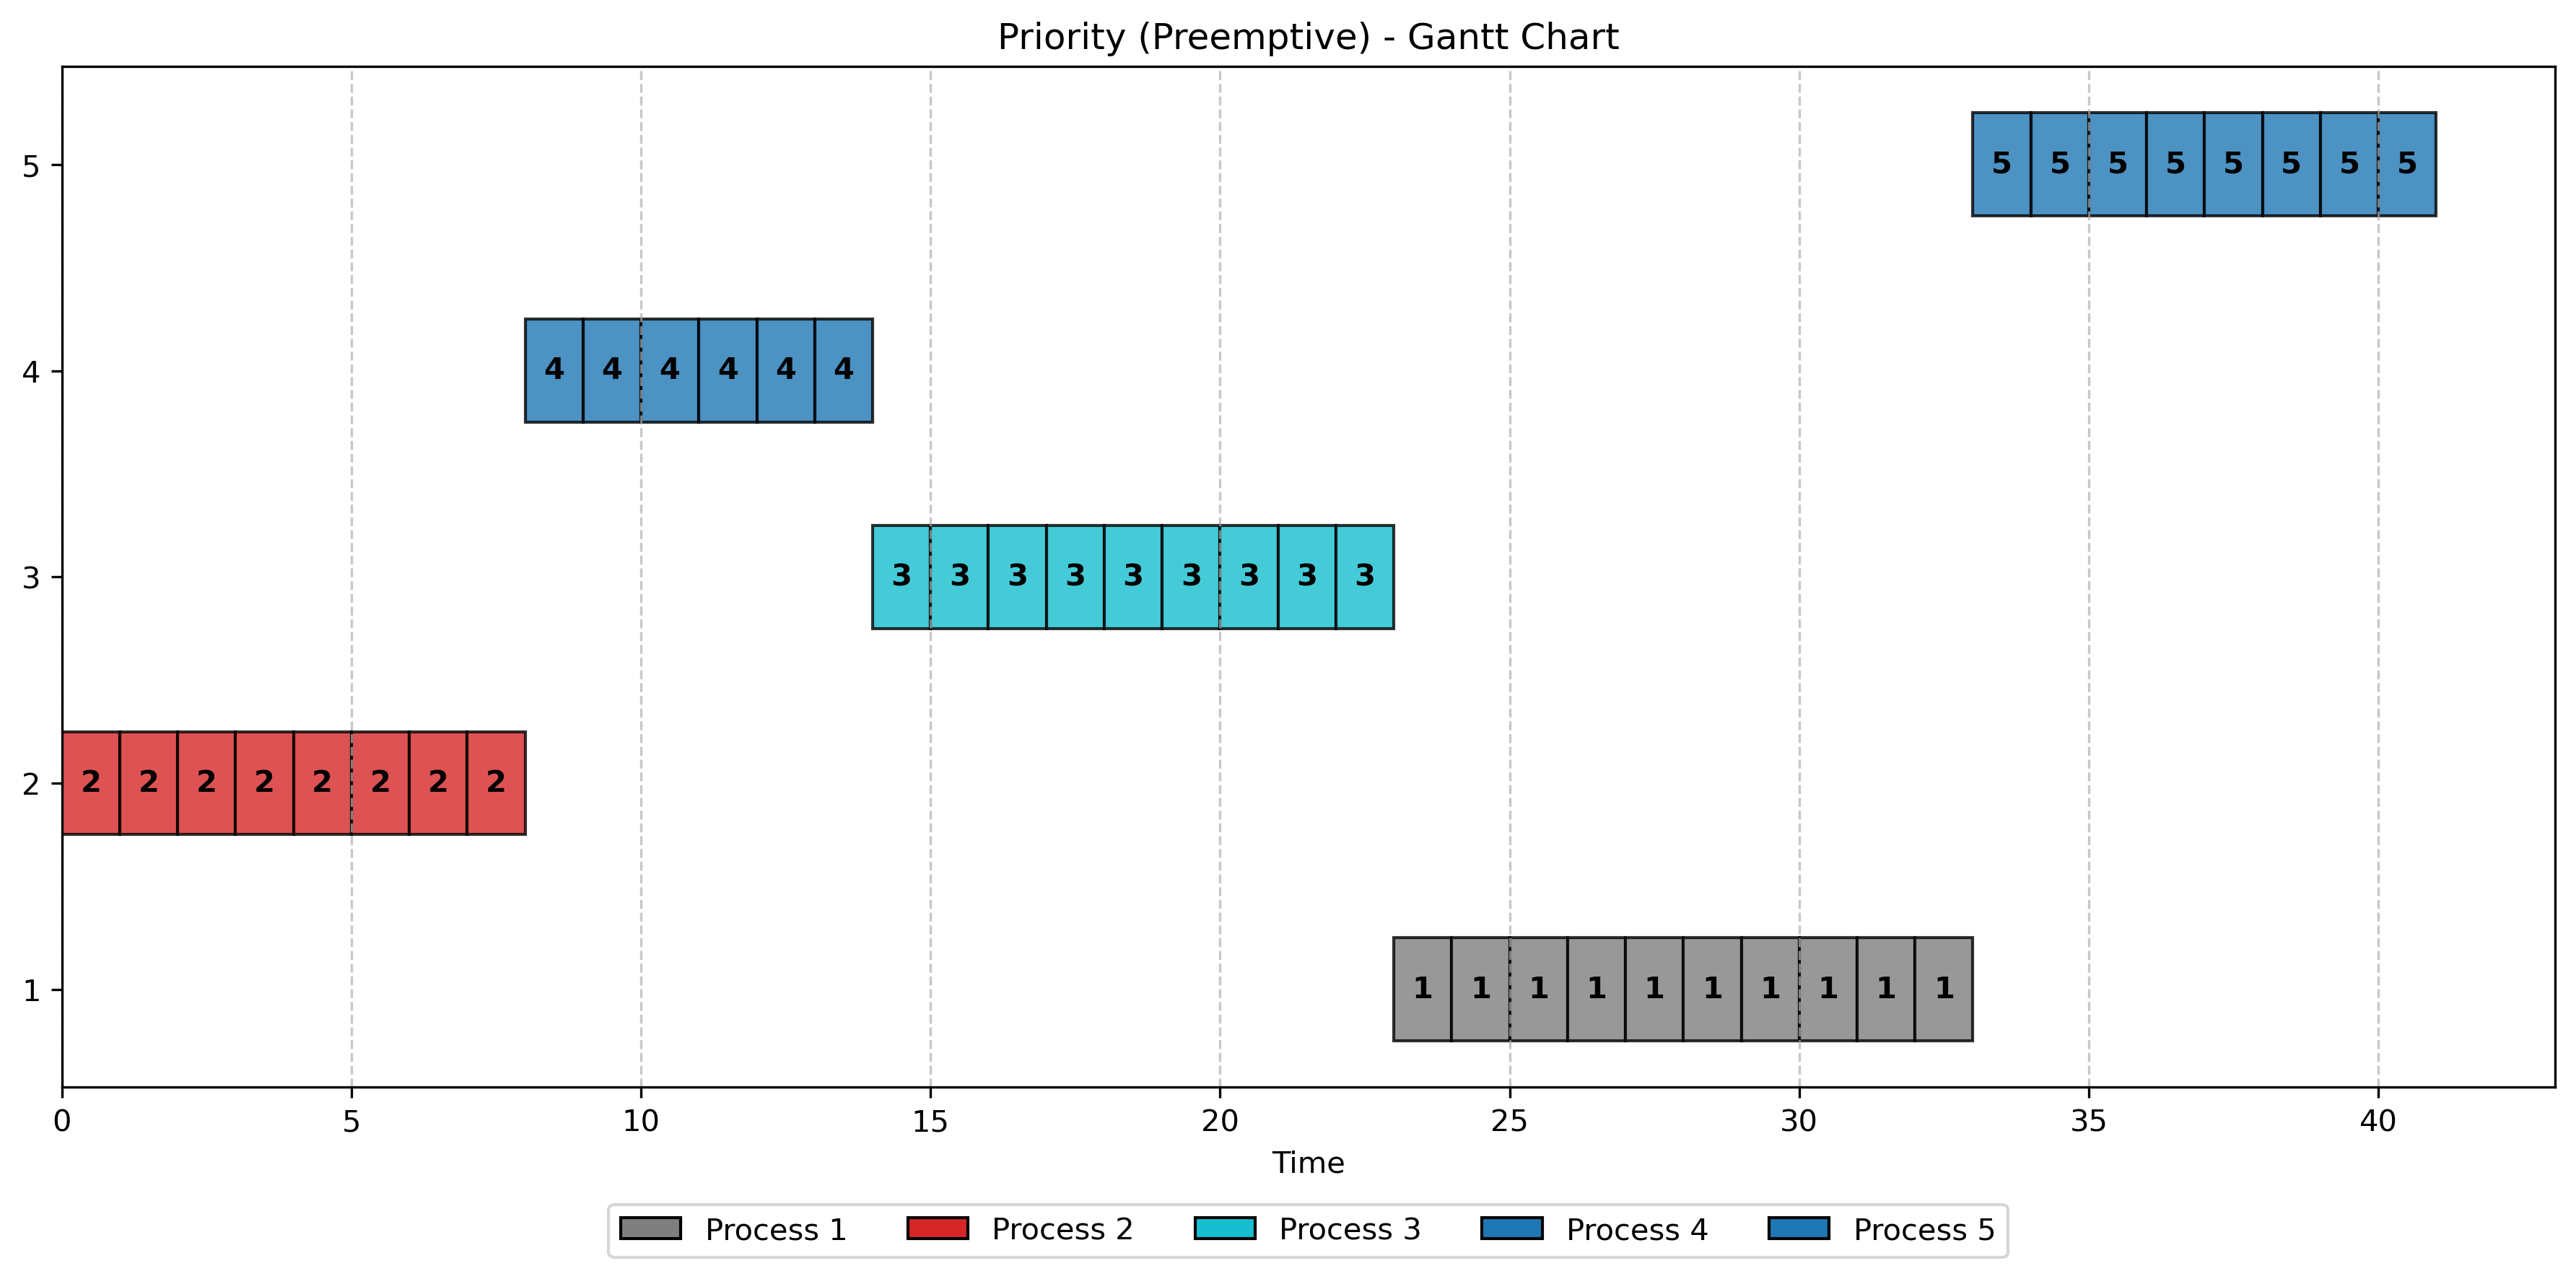 Priority (Preemptive) - Gantt Chart
5
5 5 5 5 5 5 5 5
4
4 4 4 4 4 4
3
3 3 3 3 3 3 3 3 3
2
2 2 2 2 2 2 2 2
1
1 1 1 1 1 1 1 1 1 1
0 5 10 15 20 25 30 35 40
Time
Process 1 Process 2 Process 3 Process 4 Process 5